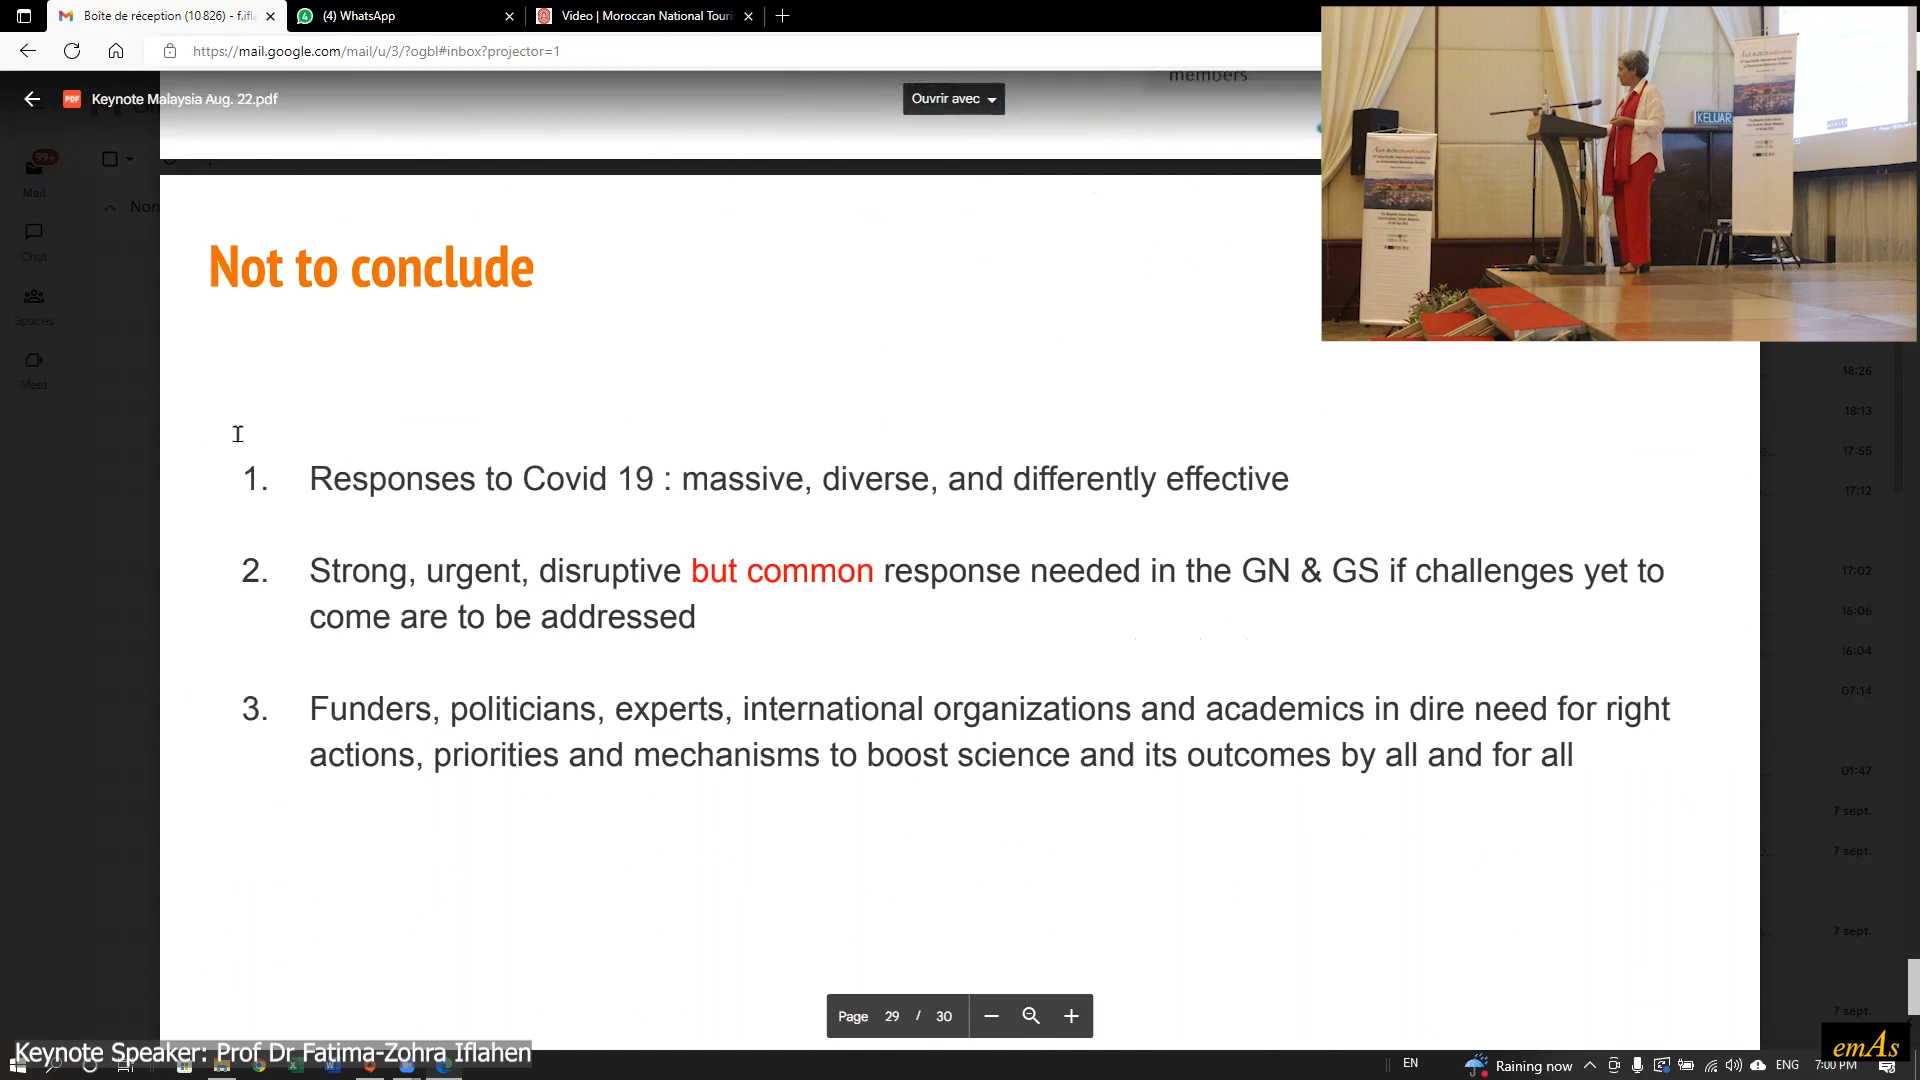 Boîte de réception (10 826) - f.ifla
(4) WhatsApp
Video | Moroccan National Touri
https://mail.google.com/mail/u/3/?ogbl#inbox?projector=1
members
PDF
Keynote Malaysia Aug. 22.pdf
Ouvrir avec
KELUAR
99+
Mail
Non
Chat
Spaces
Meet
Not to conclude
18:26
18:13
17:55
17:12
1. Responses to Covid 19 : massive, diverse, and differently effective
2. Strong, urgent, disruptive but common response needed in the GN & GS if challenges yet to
come are to be addressed
17:02
16:06
16:04
07:14
3. Funders, politicians, experts, international organizations and academics in dire need for right
actions, priorities and mechanisms to boost science and its outcomes by all and for all
01:47
7 sept.
7 sept.
7 sept.
7 sept.
Page 29 / 30
Keynote Speaker: Prof Dr Fatima-Zohra Iflahen
emAs
EN
Raining now
ENG
7:00 PM